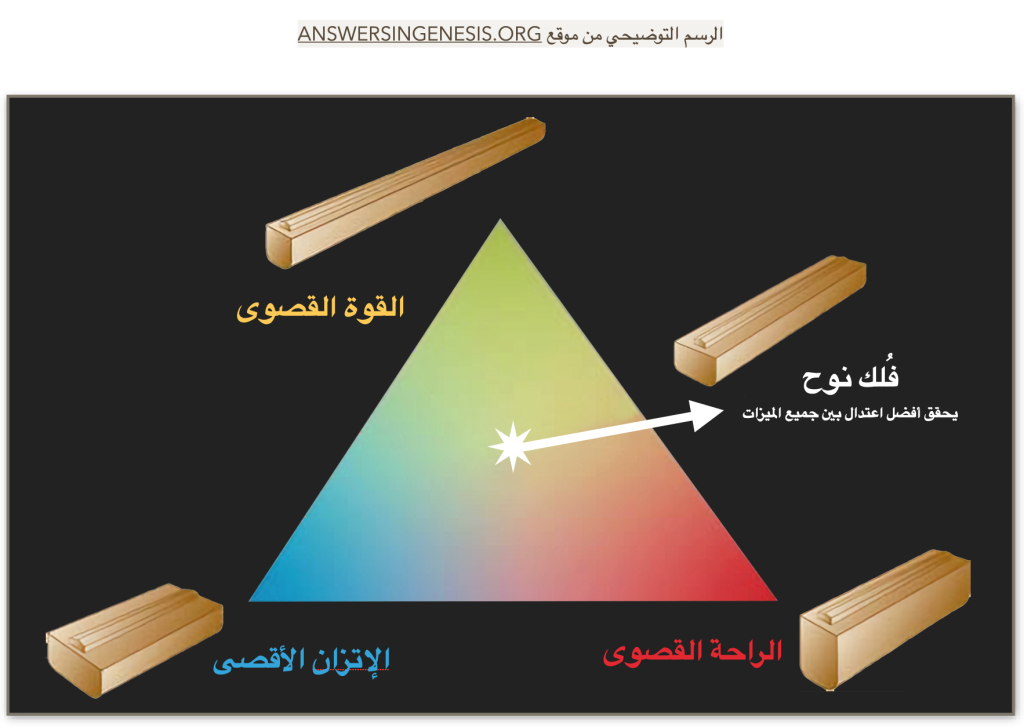 الرسم التوضيحي من موقع ANSWERSINGENESIS.ORG
القوة القصوى
فُلك نوح
يحقق أفضل اعتدال بين جميع الميزات
الإتزان الأقصى
الراحة القصوى